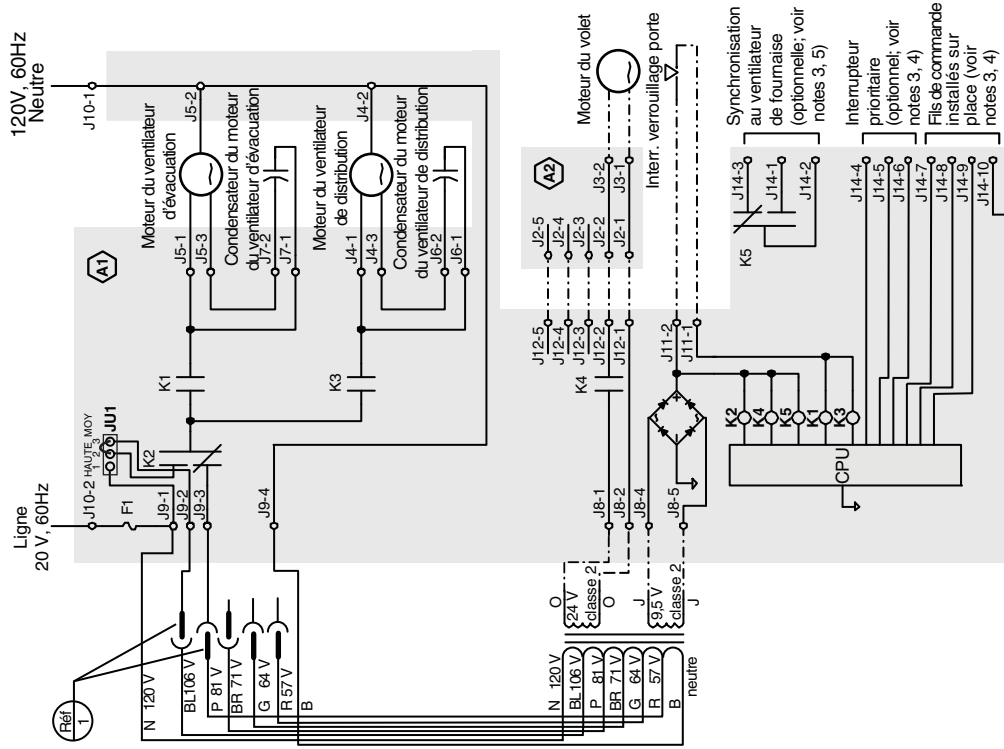 120V, 60Hz
Neutre
Ligne
20 V, 60Hz
J10-1
J10-2
F1
HAUTE MOY
1 2 3
JU1
A1
J9-1
J9-2
J9-3
J9-4
K2
K1
K3
Moteur du ventilateur
d'évacuation
J5-1
J5-2
J5-3
Condensateur du moteur
du ventilateur d'évacuation
J7-2
J7-1
Moteur du ventilateur
de distribution
J4-1
J4-2
J4-3
Condensateur du moteur
du ventilateur de distribution
J6-2
J6-1
Réf
1
N 120 V
BL106 V
P 81 V
BR 71 V
G 64 V
R 57 V
B
N 120 V
BL106 V
P 81 V
BR 71 V
G 64 V
R 57 V
B
neutre
O
24 V
classe 2
O
J
9,5 V
classe 2
J
J8-1
J8-2
J8-4
J8-5
K4
J12-5
J12-4
J12-3
J12-2
J12-1
J2-5
J2-4
J2-3
J2-2
J2-1
A2
J3-2
J3-1
Moteur du volet
Interr. verrouillage porte
J11-2
J11-1
K2
K4
K5
K1
K3
CPU
K5
J14-3
J14-1
J14-2
Synchronisation
au ventilateur
de fournaise
(optionnelle; voir
notes 3, 5)
J14-4
J14-5
J14-6
Interrupteur
prioritaire
(optionnel; voir
notes 3, 4)
J14-7
J14-8
J14-9
J14-10
Fils de commande
installés sur
place (voir
notes 3, 4)